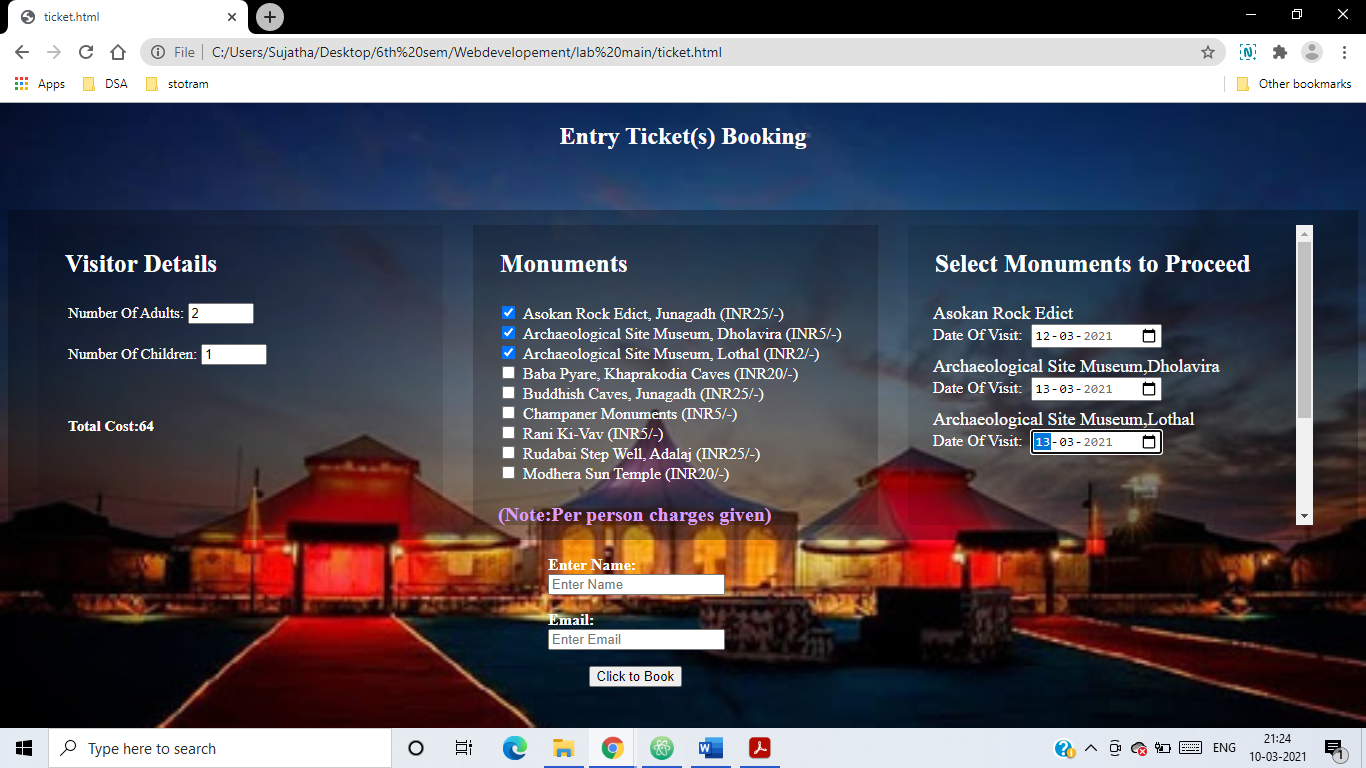 ticket.html
File
C:/Users/Sujatha/Desktop/6th%20sem/Webdevelopement/lab%20main/ticket.html
Apps
DSA
stotram
Other bookmarks
Entry Ticket(s) Booking
Visitor Details
Number Of Adults: 2
Number Of Children: 1
Total Cost:64
Monuments
Asokan Rock Edict, Junagadh (INR25/-)
Archaeological Site Museum, Dholavira (INR5/-)
Archaeological Site Museum, Lothal (INR2/-)
Baba Pyare, Khaprakodia Caves (INR20/-)
Buddhish Caves, Junagadh (INR25/-)
Champaner Monuments (INR5/-)
Rani Ki-Vav (INR5/-)
Rudabai Step Well, Adalaj (INR25/-)
Modhera Sun Temple (INR20/-)
(Note:Per person charges given)
Select Monuments to Proceed
Asokan Rock Edict
Date Of Visit: 12-03-2021
Archaeological Site Museum,Dholavira
Date Of Visit: 13-03-2021
Archaeological Site Museum,Lothal
Date Of Visit: 13-03-2021
Enter Name:
Enter Name
Email:
Enter Email
Click to Book
Type here to search
ENG
21:24
10-03-2021
1